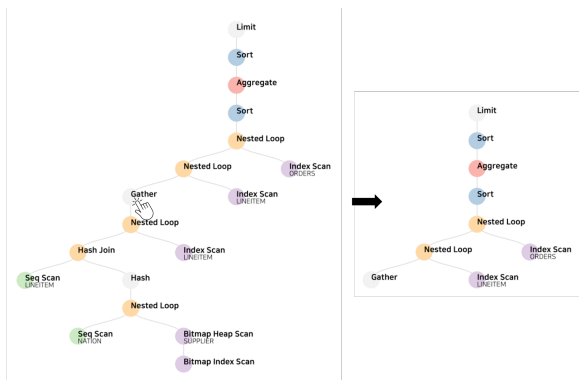 Limit
Sort
Aggregate
Sort
Nested Loop
Nested Loop
Index Scan
ORDERS
Gather
Index Scan
LINEITEM
Nested Loop
Hash Join
Index Scan
LINEITEM
Seq Scan
LINEITEM
Hash
Nested Loop
Seq Scan
NATION
Bitmap Heap Scan
SUPPLIER
Bitmap Index Scan
Limit
Sort
Aggregate
Sort
Nested Loop
Nested Loop
Index Scan
ORDERS
Gather
Index Scan
LINEITEM